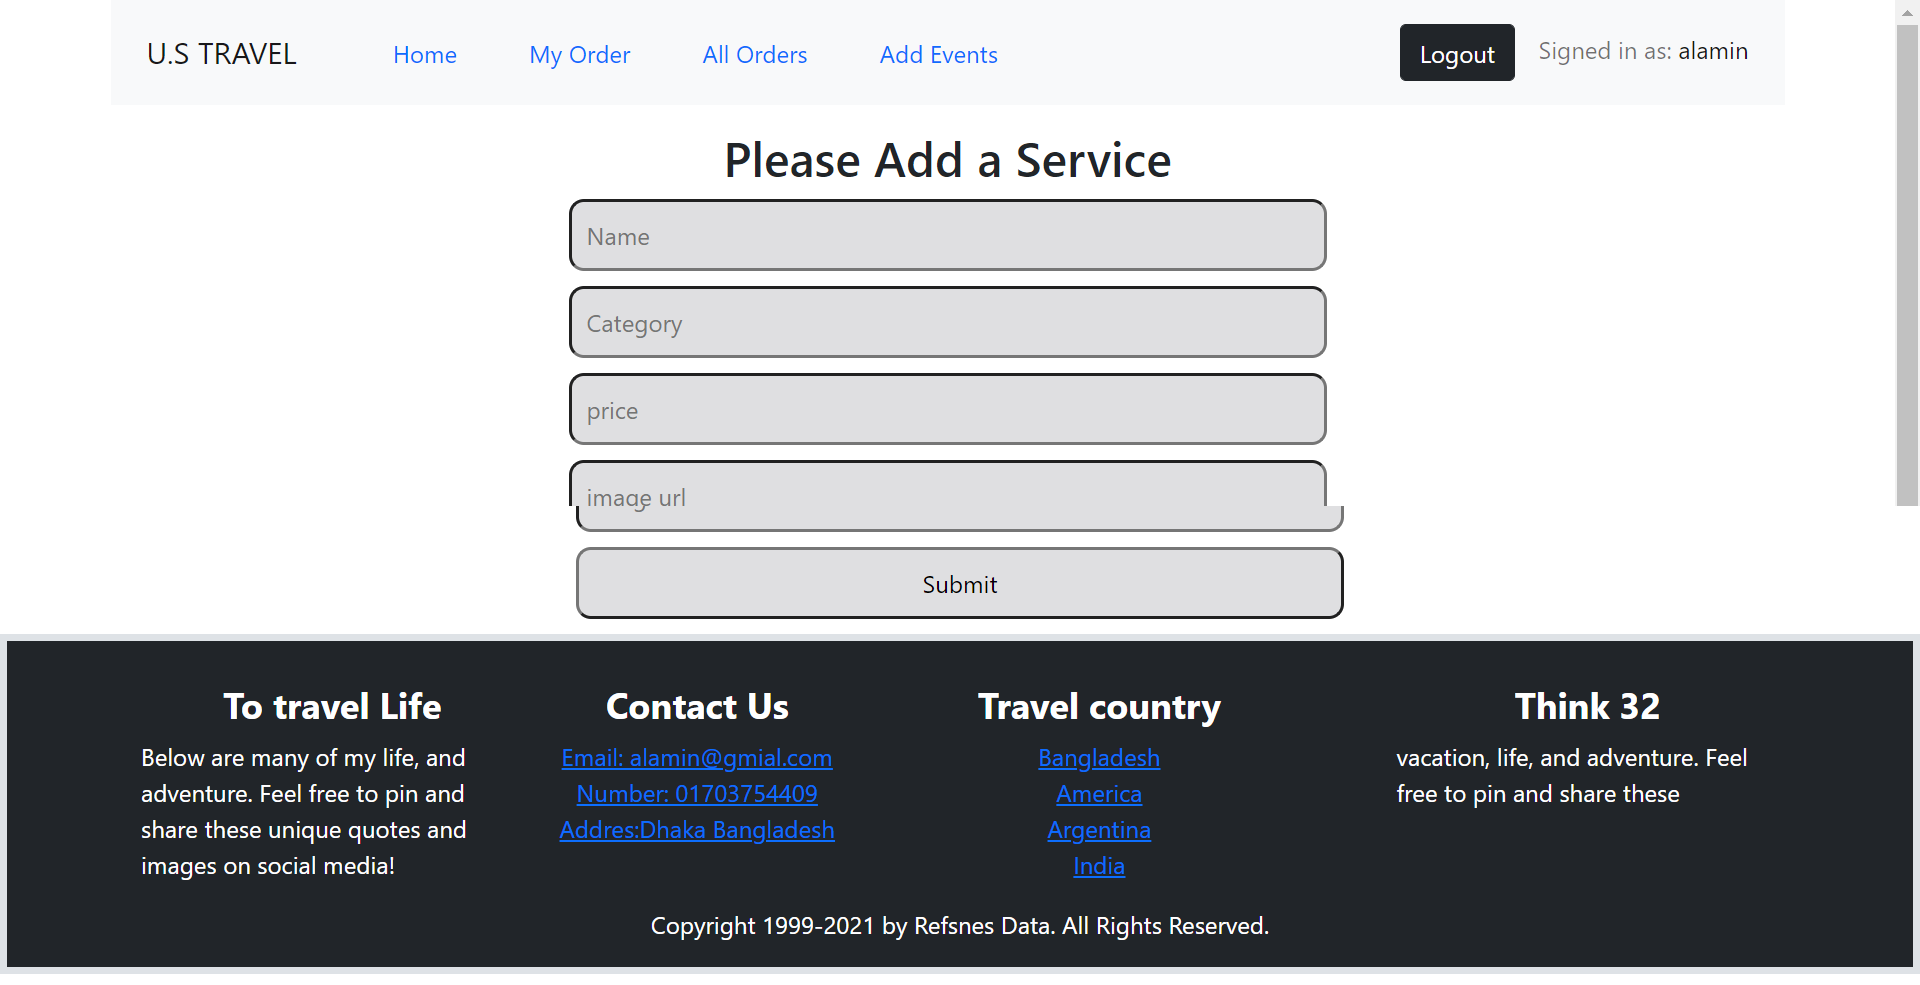 U.S TRAVEL Home My Order All Orders Add Events Logout Signed in as: alamin
Please Add a Service
Name
Category
price
image url
Submit
To travel Life
Below are many of my life, and
adventure. Feel free to pin and
share these unique quotes and
images on social media!
Contact Us
Email: alamin@gmial.com
Number: 01703754409
Addres:Dhaka Bangladesh
Travel country
Bangladesh
America
Argentina
India
Think 32
vacation, life, and adventure. Feel
free to pin and share these
Copyright 1999-2021 by Refsnes Data. All Rights Reserved.